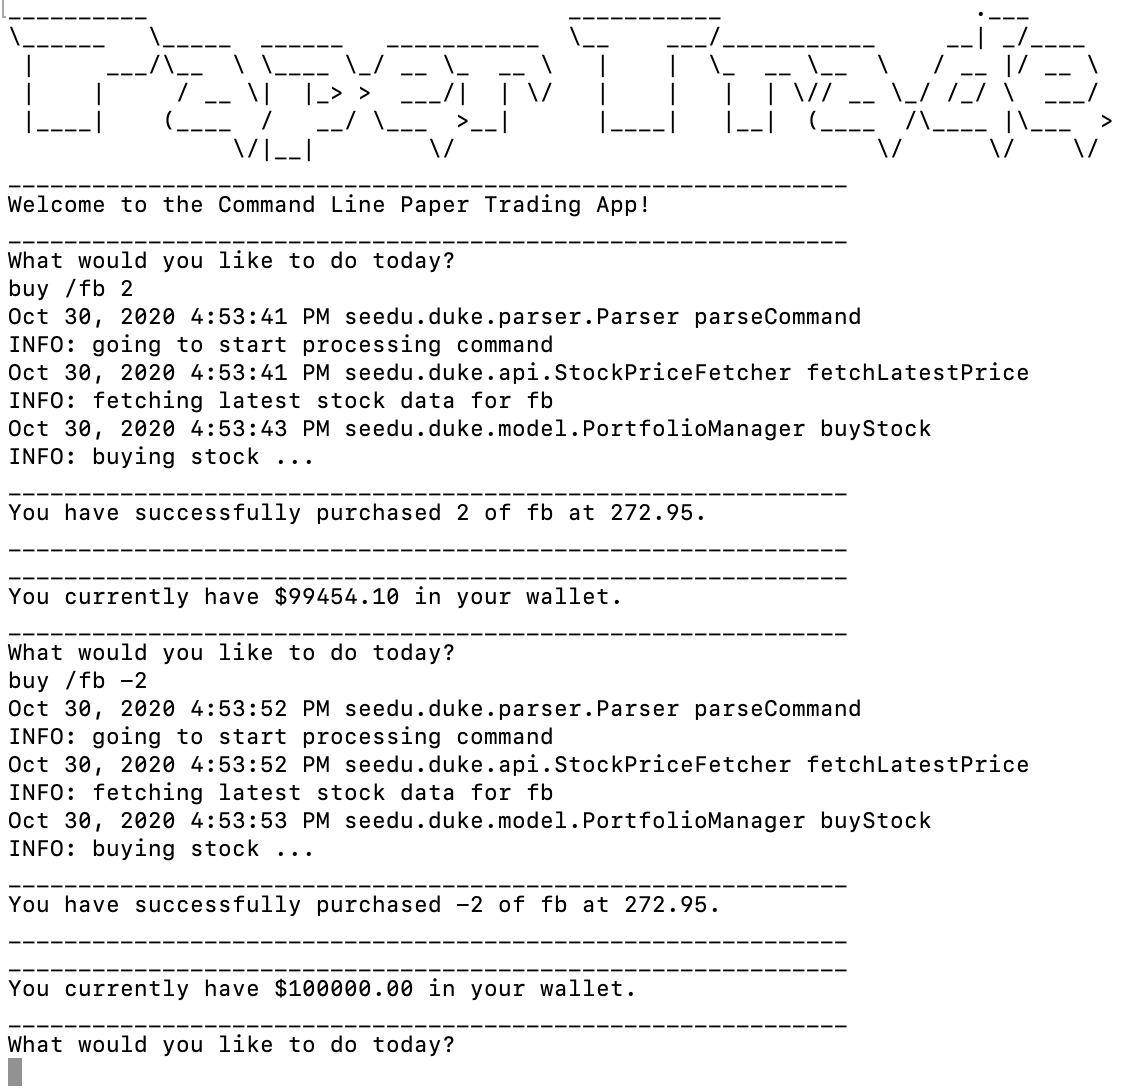 Paper Trade
Welcome to the Command Line Paper Trading App!
What would you like to do today?
buy /fb 2
Oct 30, 2020 4:53:41 PM seedu.duke.parser.Parser parseCommand
INFO: going to start processing command
Oct 30, 2020 4:53:41 PM seedu.duke.api.StockPriceFetcher fetchLatestPrice
INFO: fetching latest stock data for fb
Oct 30, 2020 4:53:43 PM seedu.duke.model.PortfolioManager buyStock
INFO: buying stock ...
You have successfully purchased 2 of fb at 272.95.
You currently have $99454.10 in your wallet.
What would you like to do today?
buy /fb -2
Oct 30, 2020 4:53:52 PM seedu.duke.parser.Parser parseCommand
INFO: going to start processing command
Oct 30, 2020 4:53:52 PM seedu.duke.api.StockPriceFetcher fetchLatestPrice
INFO: fetching latest stock data for fb
Oct 30, 2020 4:53:53 PM seedu.duke.model.PortfolioManager buyStock
INFO: buying stock ...
You have successfully purchased -2 of fb at 272.95.
You currently have $100000.00 in your wallet.
What would you like to do today?